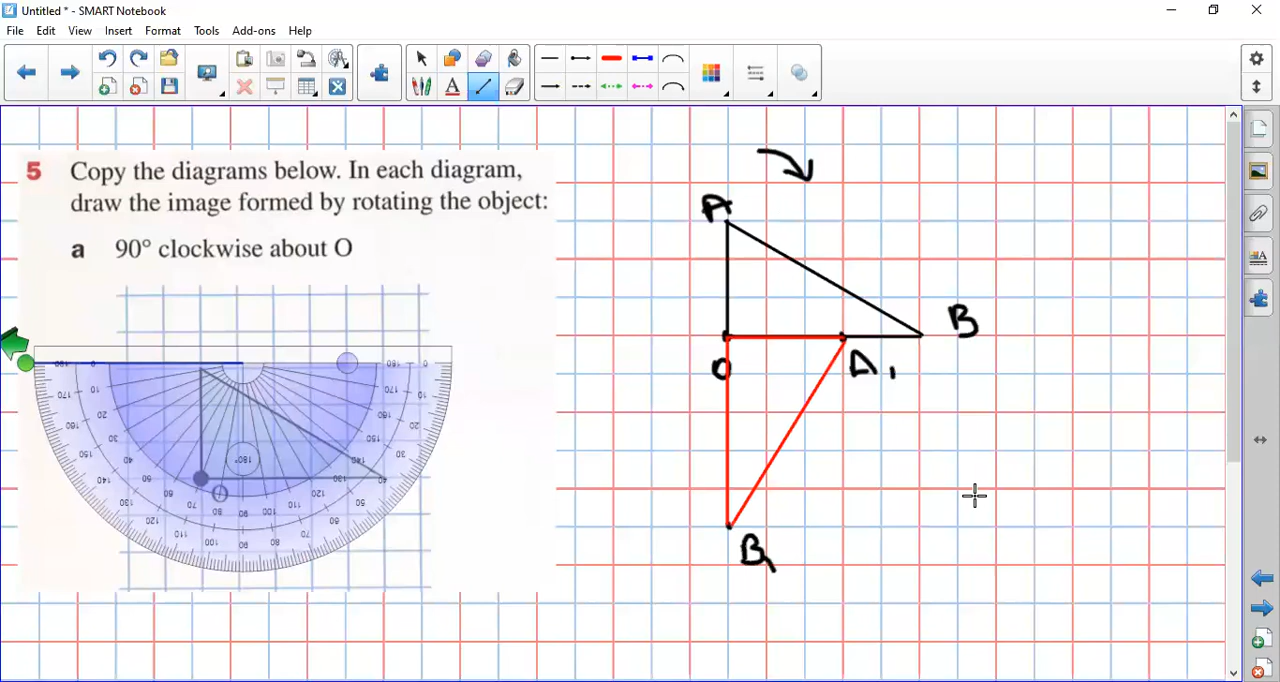 Untitled * - SMART Notebook
File Edit View Insert Format Tools Add-ons Help
5 Copy the diagrams below. In each diagram,
draw the image formed by rotating the object:
a 90° clockwise about O
A
B
O
A1
B1
180°
O